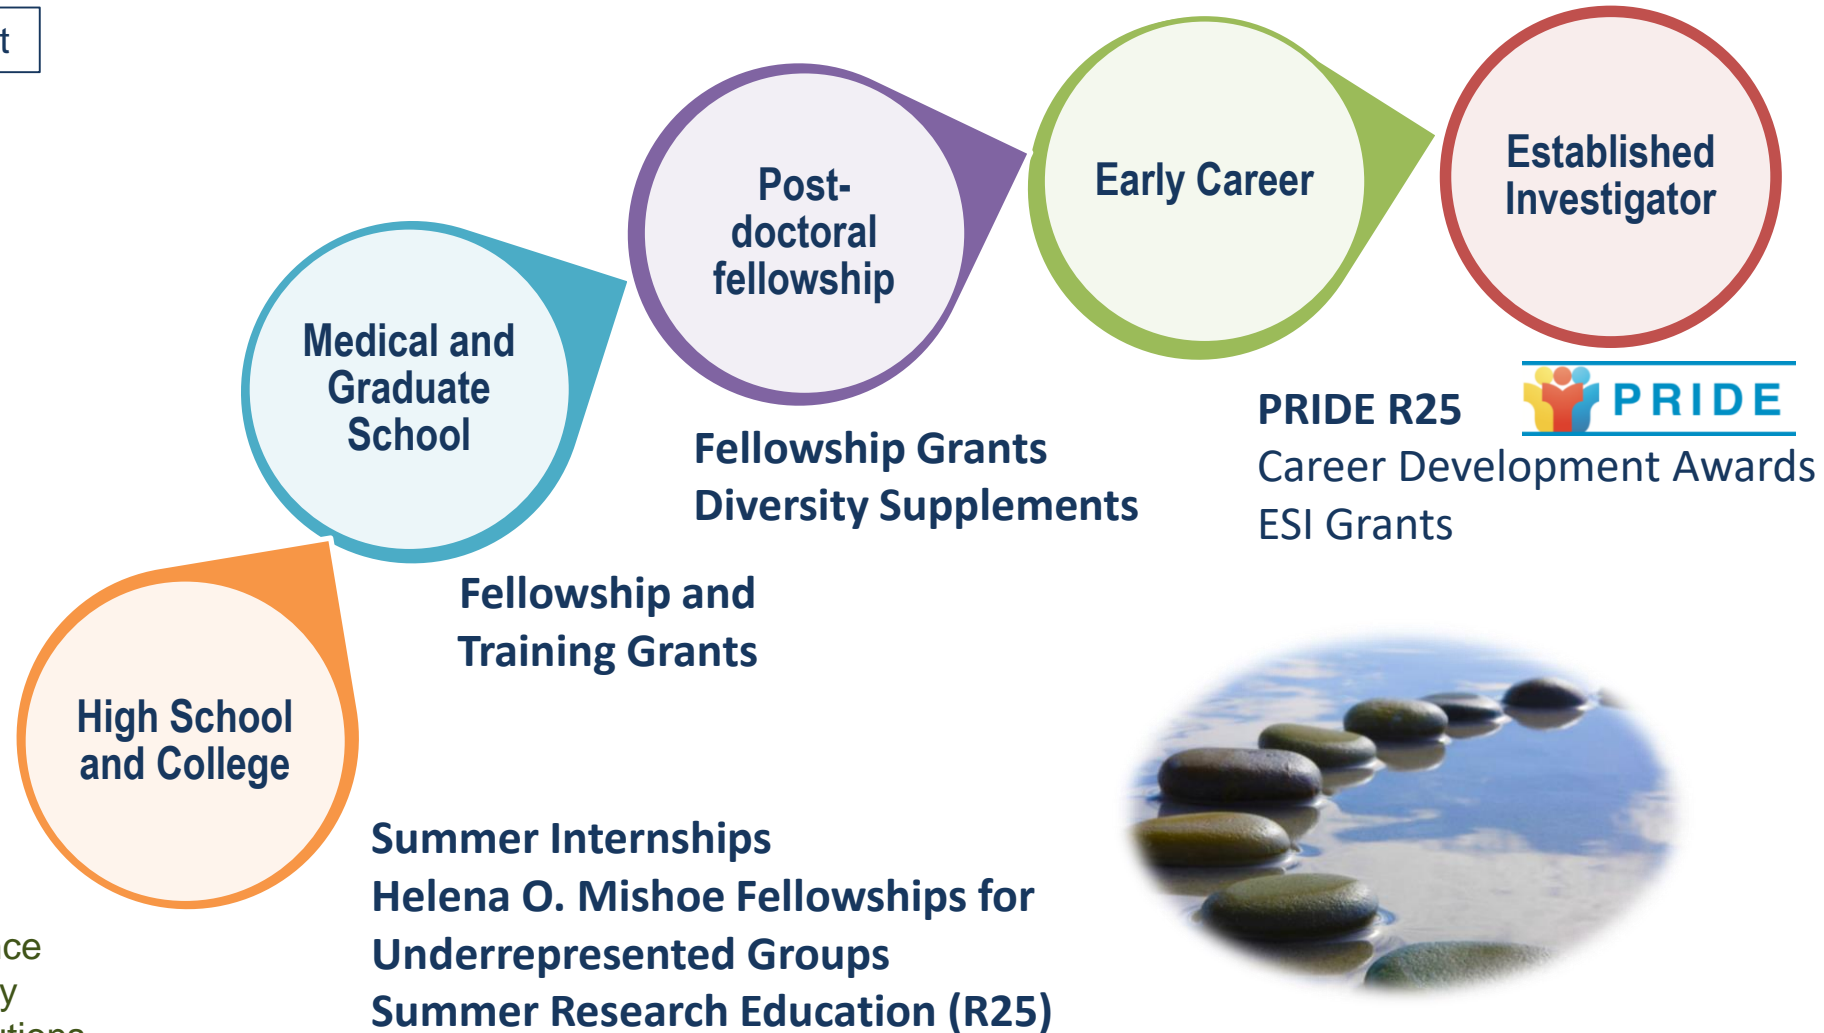 Established
Investigator
Early Career
Post-
doctoral
fellowship
Medical and
Graduate
School
High School
and College
PRIDE R25
PRIDE
Career Development Awards
ESI Grants
Fellowship Grants
Diversity Supplements
Fellowship and
Training Grants
Summer Internships
Helena O. Mishoe Fellowships for
Underrepresented Groups
Summer Research Education (R25)